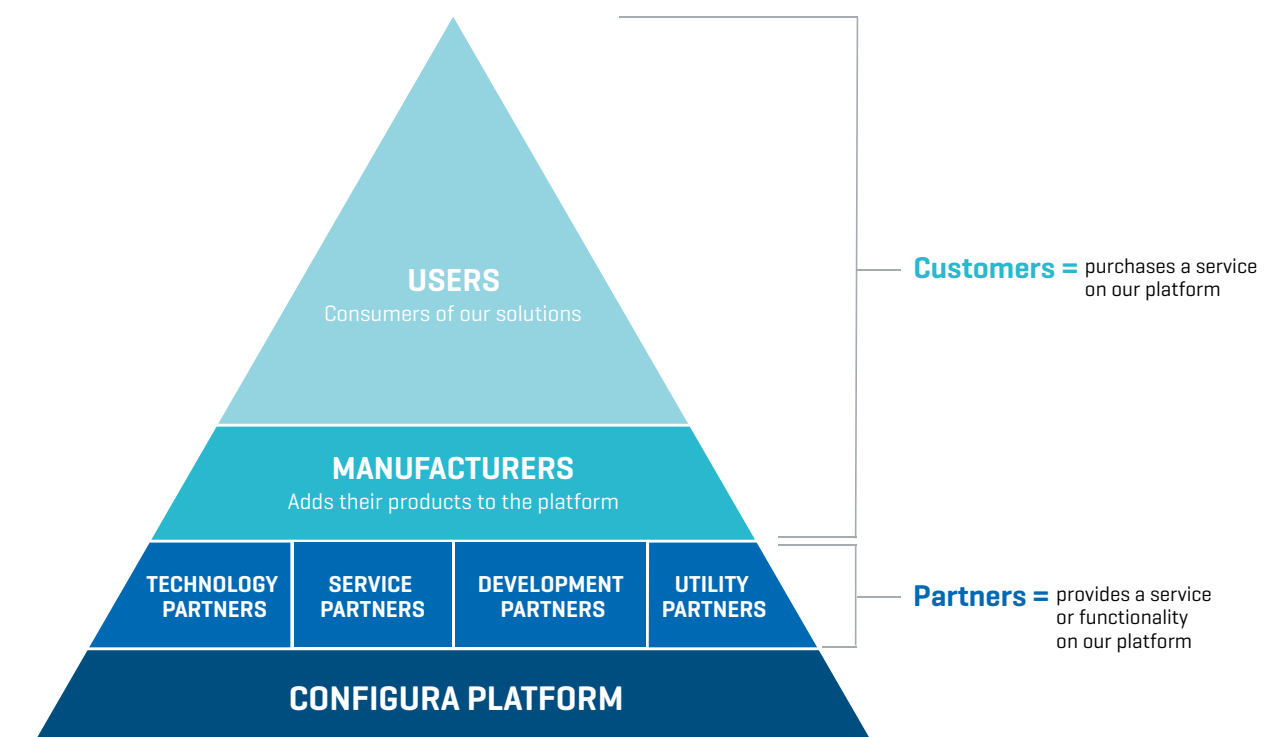 USERS
Consumers of our solutions
Customers = purchases a service
on our platform
MANUFACTURERS
Adds their products to the platform
TECHNOLOGY
PARTNERS
SERVICE
PARTNERS
DEVELOPMENT
PARTNERS
UTILITY
PARTNERS
Partners = provides a service
or functionality
on our platform
CONFIGURA PLATFORM